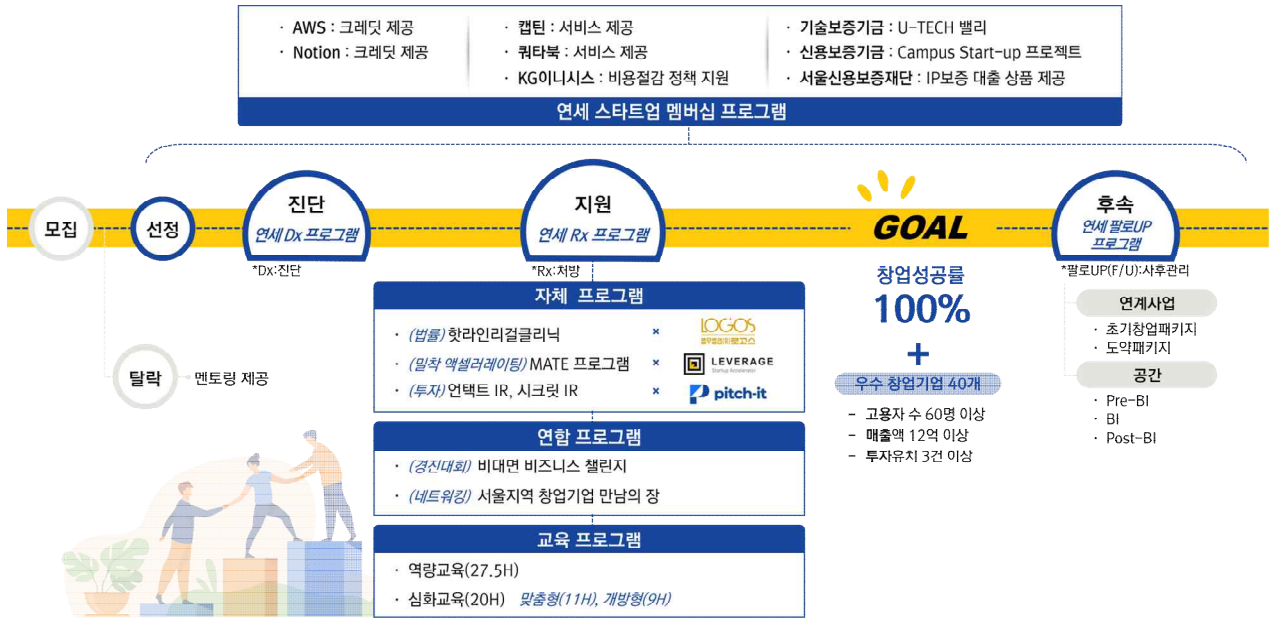 · AWS : 크레딧 제공
· Notion : 크레딧 제공
· 캡틴 : 서비스 제공
· 쿼타북 : 서비스 제공
· KG이니시스 : 비용절감 정책 지원
· 기술보증기금 : U-TECH 밸리
· 신용보증기금 : Campus Start-up 프로젝트
· 서울신용보증재단 : IP보증 대출 상품 제공
연세 스타트업 멤버십 프로그램
모집
선정
탈락
멘토링 제공
진단
연세 Dx 프로그램
*Dx:진단
지원
연세 Rx 프로그램
*Rx:처방
자체 프로그램
· (법률) 핫라인리걸클리닉 × LOGOS
법무법인(유)로고스
· (밀착 액셀러레이팅) MATE 프로그램 × LEVERAGE
Startup Accelerator
· (투자) 언택트 IR, 시크릿 IR × pitch-it
연합 프로그램
· (경진대회) 비대면 비즈니스 챌린지
· (네트워킹) 서울지역 창업기업 만남의 장
교육 프로그램
· 역량교육(27.5H)
· 심화교육(20H) 맞춤형(11H), 개방형(9H)
GOAL
창업성공률
100%
+
우수 창업기업 40개
- 고용자 수 60명 이상
- 매출액 12억 이상
- 투자유치 3건 이상
후속
연세 팔로UP
프로그램
*팔로UP(F/U):사후관리
연계사업
· 초기창업패키지
· 도약패키지
공간
· Pre-BI
· BI
· Post-BI